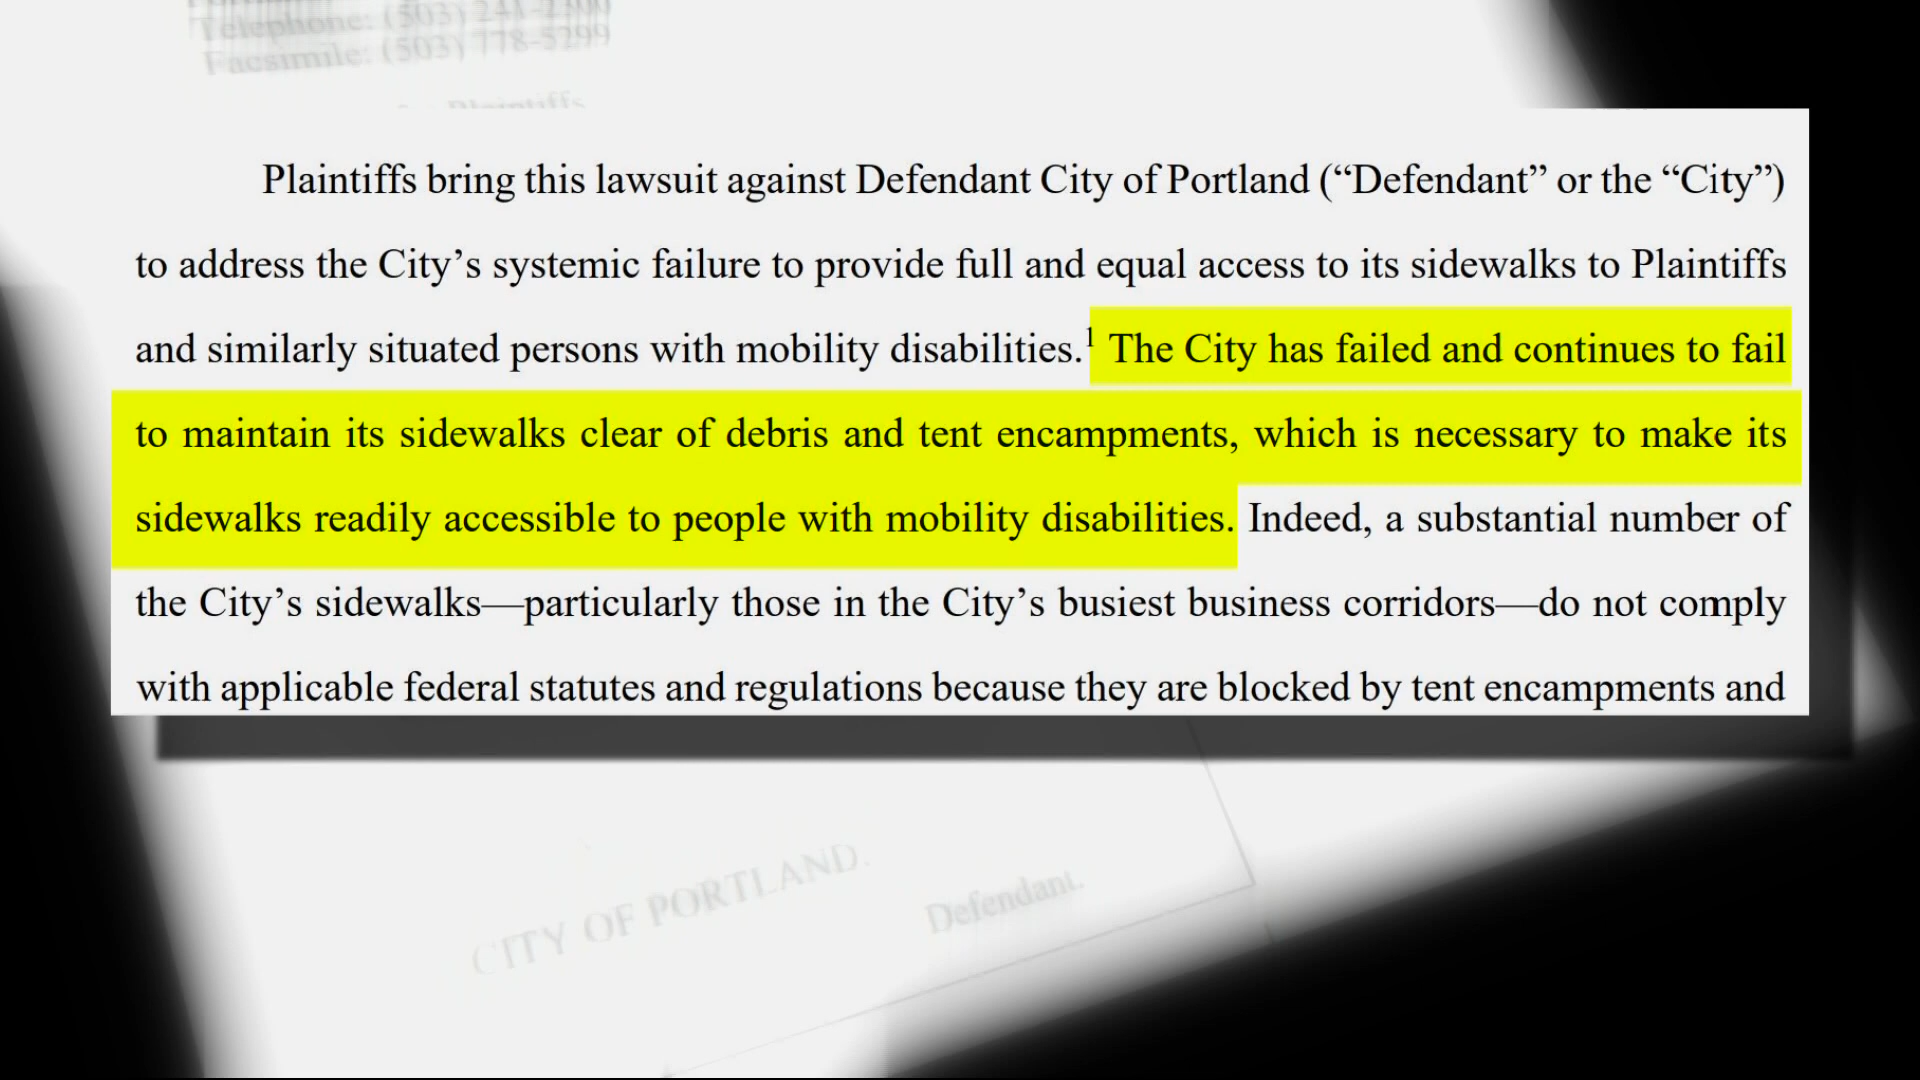 Telephone: (503) 241-2300
Facsimile: (503) 778-5299
Plaintiffs
Plaintiffs bring this lawsuit against Defendant City of Portland (“Defendant” or the “City”)
to address the City’s systemic failure to provide full and equal access to its sidewalks to Plaintiffs
and similarly situated persons with mobility disabilities.¹ The City has failed and continues to fail
to maintain its sidewalks clear of debris and tent encampments, which is necessary to make its
sidewalks readily accessible to people with mobility disabilities. Indeed, a substantial number of
the City’s sidewalks—particularly those in the City’s busiest business corridors—do not comply
with applicable federal statutes and regulations because they are blocked by tent encampments and
CITY OF PORTLAND.
Defendant.